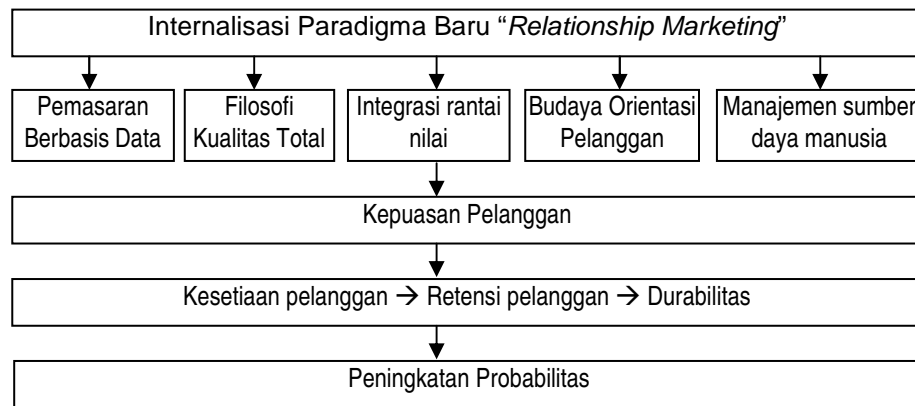 Internalisasi Paradigma Baru “Relationship Marketing”
Pemasaran
Berbasis Data
Filosofi
Kualitas Total
Integrasi rantai
nilai
Budaya Orientasi
Pelanggan
Manajemen sumber
daya manusia
Kepuasan Pelanggan
Kesetiaan pelanggan → Retensi pelanggan → Durabilitas
Peningkatan Probabilitas